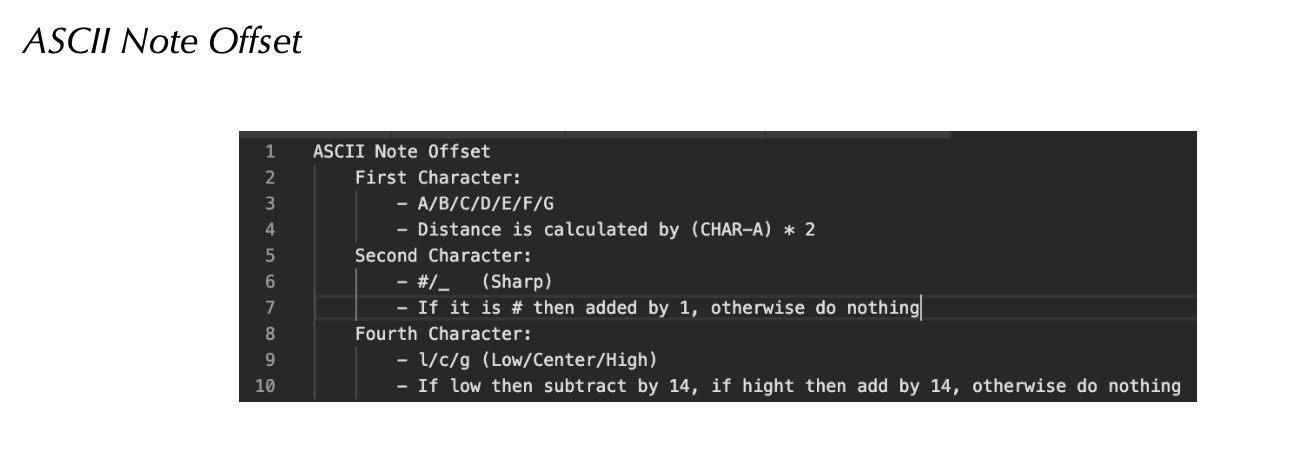 ASCII Note Offset
1 ASCII Note Offset
2 First Character:
3 - A/B/C/D/E/F/G
4 - Distance is calculated by (CHAR-A) * 2
5 Second Character:
6 - #/_ (Sharp)
7 - If it is # then added by 1, otherwise do nothing
8 Fourth Character:
9 - l/c/g (Low/Center/High)
10 - If low then subtract by 14, if hight then add by 14, otherwise do nothing